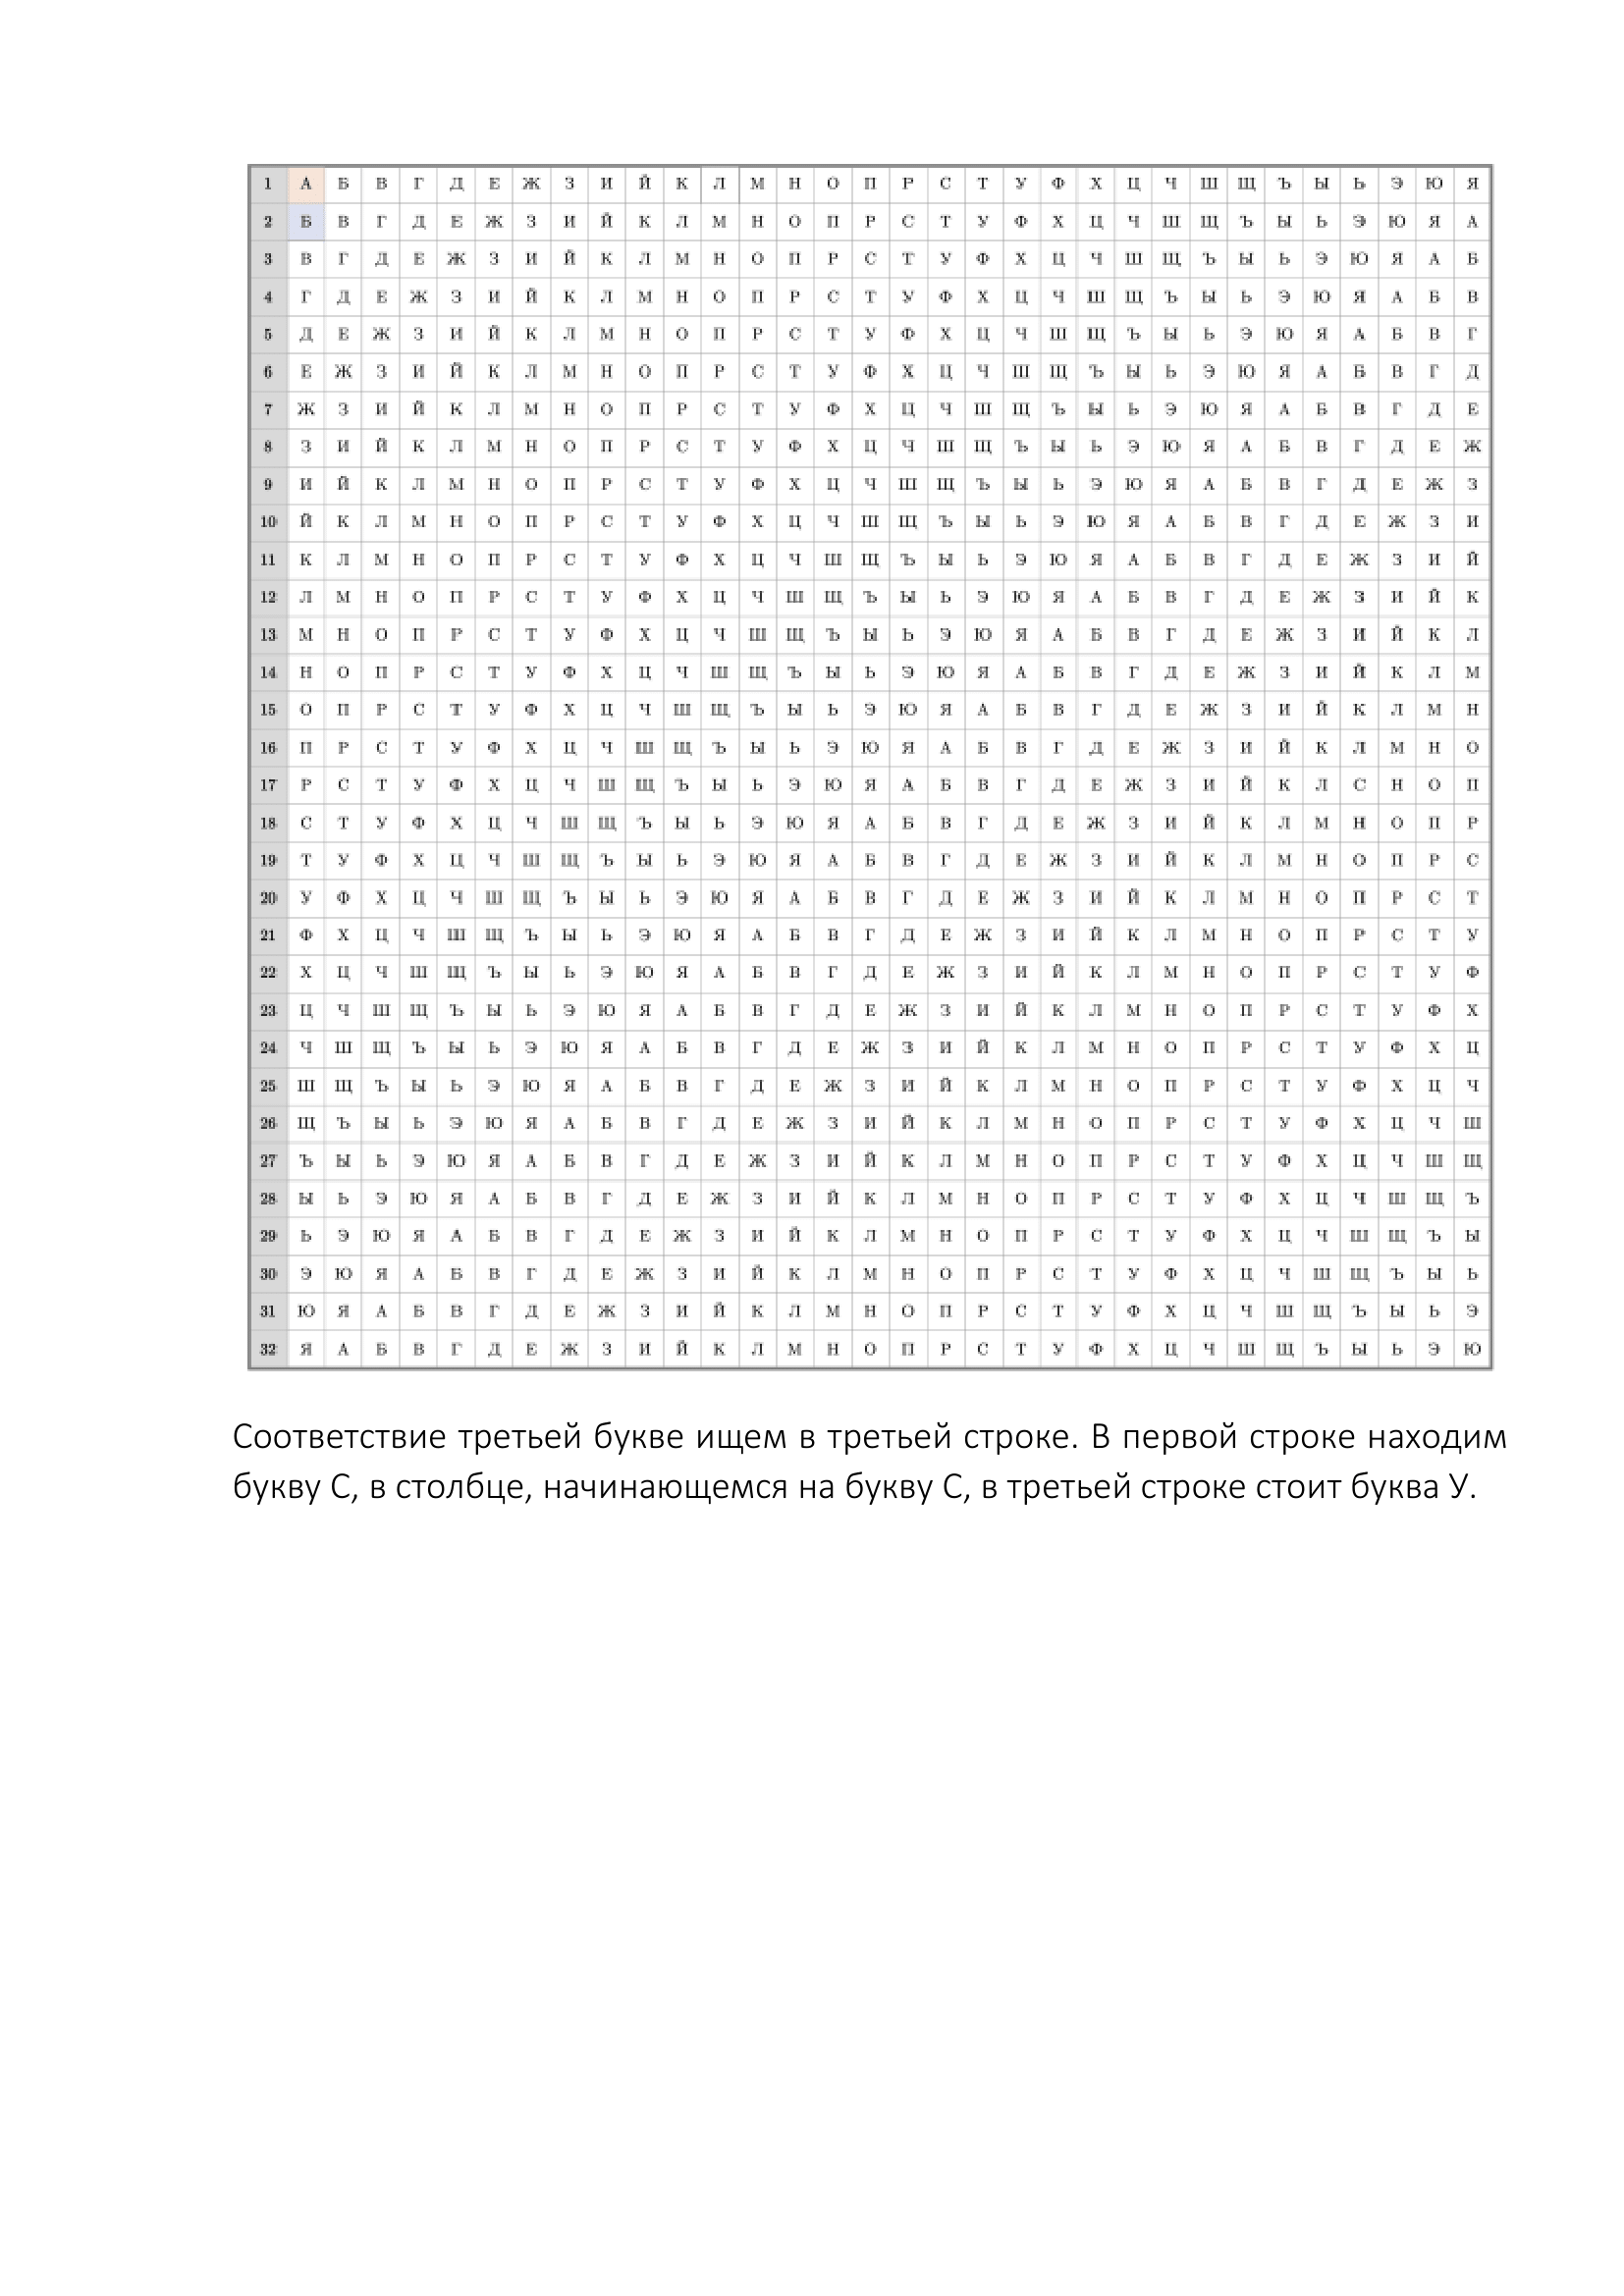 1 А Б В Г Д Е Ж З И Й К Л М Н О П Р С Т У Ф Х Ц Ч Ш Щ Ъ Ы Ь Э Ю Я
2 Б В Г Д Е Ж З И Й К Л М Н О П Р С Т У Ф Х Ц Ч Ш Щ Ъ Ы Ь Э Ю Я А
3 В Г Д Е Ж З И Й К Л М Н О П Р С Т У Ф Х Ц Ч Ш Щ Ъ Ы Ь Э Ю Я А Б
4 Г Д Е Ж З И Й К Л М Н О П Р С Т У Ф Х Ц Ч Ш Щ Ъ Ы Ь Э Ю Я А Б В
5 Д Е Ж З И Й К Л М Н О П Р С Т У Ф Х Ц Ч Ш Щ Ъ Ы Ь Э Ю Я А Б В Г
6 Е Ж З И Й К Л М Н О П Р С Т У Ф Х Ц Ч Ш Щ Ъ Ы Ь Э Ю Я А Б В Г Д
7 Ж З И Й К Л М Н О П Р С Т У Ф Х Ц Ч Ш Щ Ъ Ы Ь Э Ю Я А Б В Г Д Е
8 З И Й К Л М Н О П Р С Т У Ф Х Ц Ч Ш Щ Ъ Ы Ь Э Ю Я А Б В Г Д Е Ж
9 И Й К Л М Н О П Р С Т У Ф Х Ц Ч Ш Щ Ъ Ы Ь Э Ю Я А Б В Г Д Е Ж З
10 Й К Л М Н О П Р С Т У Ф Х Ц Ч Ш Щ Ъ Ы Ь Э Ю Я А Б В Г Д Е Ж З И
11 К Л М Н О П Р С Т У Ф Х Ц Ч Ш Щ Ъ Ы Ь Э Ю Я А Б В Г Д Е Ж З И Й
12 Л М Н О П Р С Т У Ф Х Ц Ч Ш Щ Ъ Ы Ь Э Ю Я А Б В Г Д Е Ж З И Й К
13 М Н О П Р С Т У Ф Х Ц Ч Ш Щ Ъ Ы Ь Э Ю Я А Б В Г Д Е Ж З И Й К Л
14 Н О П Р С Т У Ф Х Ц Ч Ш Щ Ъ Ы Ь Э Ю Я А Б В Г Д Е Ж З И Й К Л М
15 О П Р С Т У Ф Х Ц Ч Ш Щ Ъ Ы Ь Э Ю Я А Б В Г Д Е Ж З И Й К Л М Н
16 П Р С Т У Ф Х Ц Ч Ш Щ Ъ Ы Ь Э Ю Я А Б В Г Д Е Ж З И Й К Л М Н О
17 Р С Т У Ф Х Ц Ч Ш Щ Ъ Ы Ь Э Ю Я А Б В Г Д Е Ж З И Й К Л С Н О П
18 С Т У Ф Х Ц Ч Ш Щ Ъ Ы Ь Э Ю Я А Б В Г Д Е Ж З И Й К Л М Н О П Р
19 Т У Ф Х Ц Ч Ш Щ Ъ Ы Ь Э Ю Я А Б В Г Д Е Ж З И Й К Л М Н О П Р С
20 У Ф Х Ц Ч Ш Щ Ъ Ы Ь Э Ю Я А Б В Г Д Е Ж З И Й К Л М Н О П Р С Т
21 Ф Х Ц Ч Ш Щ Ъ Ы Ь Э Ю Я А Б В Г Д Е Ж З И Й К Л М Н О П Р С Т У
22 Х Ц Ч Ш Щ Ъ Ы Ь Э Ю Я А Б В Г Д Е Ж З И Й К Л М Н О П Р С Т У Ф
23 Ц Ч Ш Щ Ъ Ы Ь Э Ю Я А Б В Г Д Е Ж З И Й К Л М Н О П Р С Т У Ф Х
24 Ч Ш Щ Ъ Ы Ь Э Ю Я А Б В Г Д Е Ж З И Й К Л М Н О П Р С Т У Ф Х Ц
25 Ш Щ Ъ Ы Ь Э Ю Я А Б В Г Д Е Ж З И Й К Л М Н О П Р С Т У Ф Х Ц Ч
26 Щ Ъ Ы Ь Э Ю Я А Б В Г Д Е Ж З И Й К Л М Н О П Р С Т У Ф Х Ц Ч Ш
27 Ъ Ы Ь Э Ю Я А Б В Г Д Е Ж З И Й К Л М Н О П Р С Т У Ф Х Ц Ч Ш Щ
28 Ы Ь Э Ю Я А Б В Г Д Е Ж З И Й К Л М Н О П Р С Т У Ф Х Ц Ч Ш Щ Ъ
29 Ь Э Ю Я А Б В Г Д Е Ж З И Й К Л М Н О П Р С Т У Ф Х Ц Ч Ш Щ Ъ Ы
30 Э Ю Я А Б В Г Д Е Ж З И Й К Л М Н О П Р С Т У Ф Х Ц Ч Ш Щ Ъ Ы Ь
31 Ю Я А Б В Г Д Е Ж З И Й К Л М Н О П Р С Т У Ф Х Ц Ч Ш Щ Ъ Ы Ь Э
32 Я А Б В Г Д Е Ж З И Й К Л М Н О П Р С Т У Ф Х Ц Ч Ш Щ Ъ Ы Ь Э Ю
Соответствие третьей букве ищем в третьей строке. В первой строке находим
букву С, в столбце, начинающемся на букву С, в третьей строке стоит буква У.